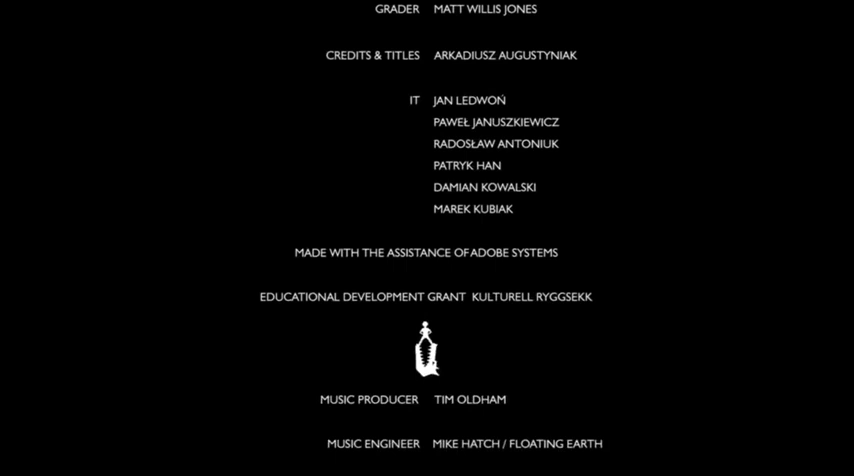 GRADER MATT WILLIS JONES
CREDITS & TITLES ARKADIUSZ AUGUSTYNIAK
IT JAN LEDWOŃ
PAWEŁ JANUSZKIEWICZ
RADOSŁAW ANTONIUK
PATRYK HAN
DAMIAN KOWALSKI
MAREK KUBIAK
MADE WITH THE ASSISTANCE OF ADOBE SYSTEMS
EDUCATIONAL DEVELOPMENT GRANT KULTURELL RYGGSEKK
MUSIC PRODUCER TIM OLDHAM
MUSIC ENGINEER MIKE HATCH / FLOATING EARTH